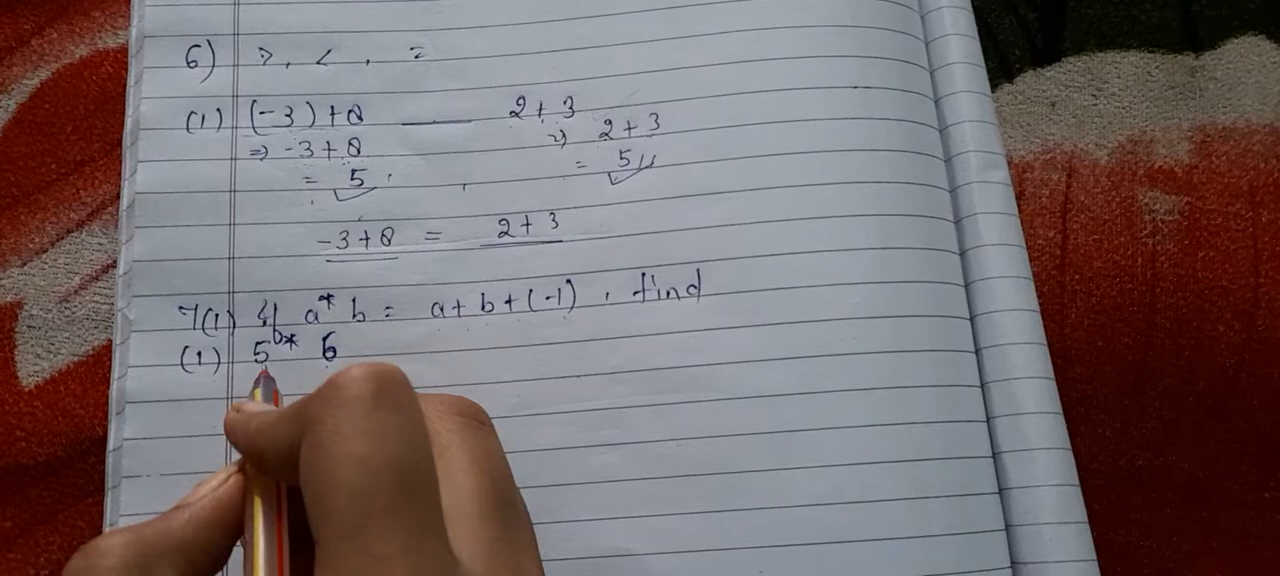 6) >, <, =
(1) (-3)+8 ____ 2+3
⇒ -3+8 ⇒ 2+3
= 5 = 5
-3+8 = 2+3
7(1) If a* b = a+b+(-1), find
(1) 5* 6